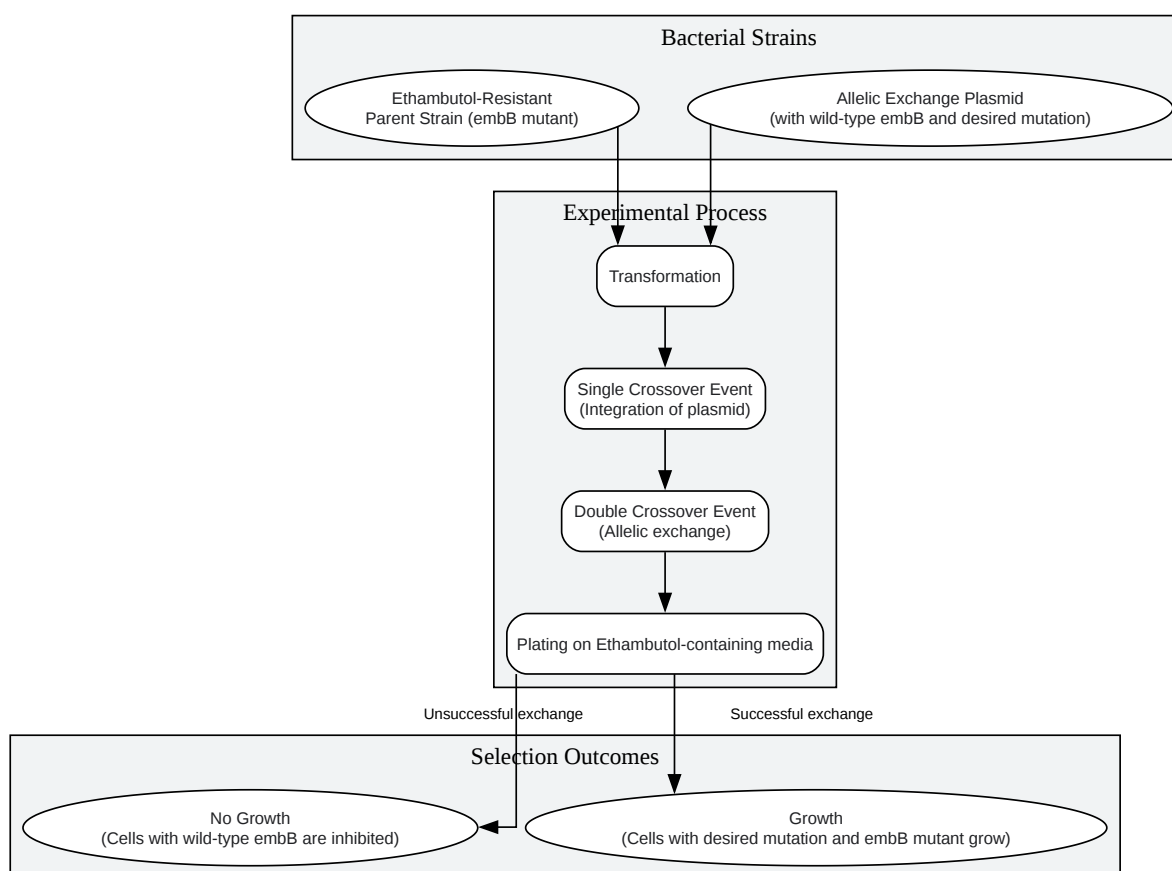 Bacterial Strains
Ethambutol-Resistant
Parent Strain (embB mutant)
Allelic Exchange Plasmid
(with wild-type embB and desired mutation)
Experimental Process
Transformation
Single Crossover Event
(Integration of plasmid)
Double Crossover Event
(Allelic exchange)
Plating on Ethambutol-containing media
Unsuccessful exchange
Successful exchange
Selection Outcomes
No Growth
(Cells with wild-type embB are inhibited)
Growth
(Cells with desired mutation and embB mutant grow)